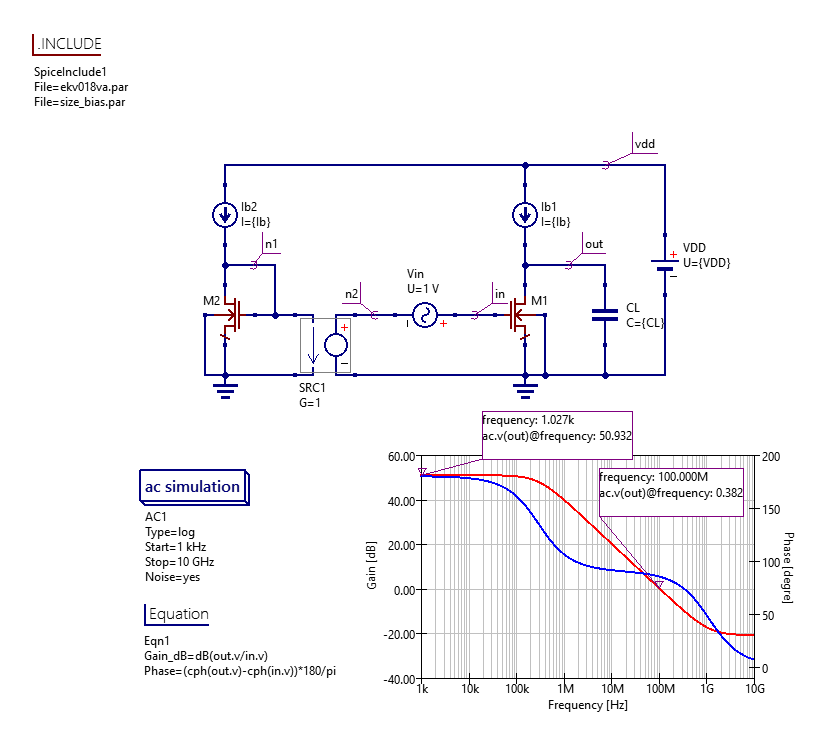 .INCLUDE
SpiceInclude1
File=ekv018va.par
File=size_bias.par
vdd
Ib2
I={Ib}
Ib1
I={Ib}
n1
out
VDD
U={VDD}
Vin
U=1 V
n2
in
M2
M1
CL
C={CL}
SRC1
G=1
frequency: 1.027k
ac.v(out)@frequency: 50.932
frequency: 100.000M
ac.v(out)@frequency: 0.382
60.00
40.00
20.00
0.00
-20.00
-40.00
Gain [dB]
200
150
100
50
0
Phase [degre]
1k 10k 100k 1M 10M 100M 1G 10G
Frequency [Hz]
ac simulation
AC1
Type=log
Start=1 kHz
Stop=10 GHz
Noise=yes
Equation
Eqn1
Gain_dB=dB(out.v/in.v)
Phase=(cph(out.v)-cph(in.v))*180/pi